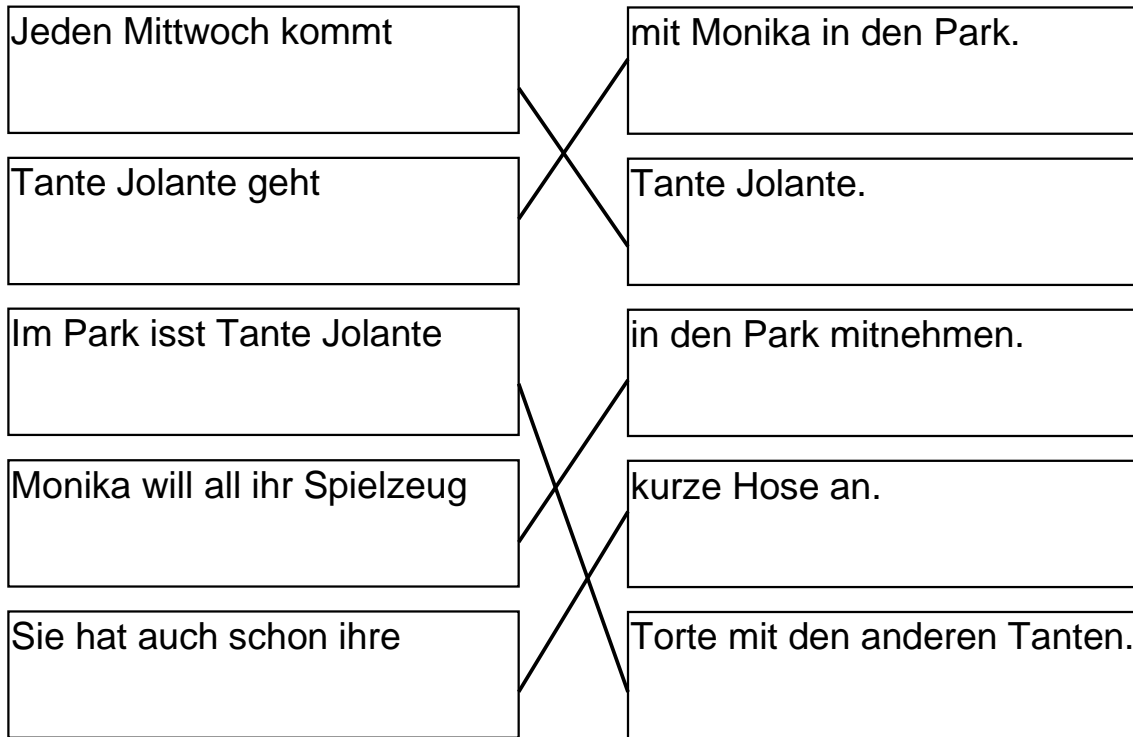 Jeden Mittwoch kommt
mit Monika in den Park.
Tante Jolante geht
Tante Jolante.
Im Park isst Tante Jolante
in den Park mitnehmen.
Monika will all ihr Spielzeug
kurze Hose an.
Sie hat auch schon ihre
Torte mit den anderen Tanten.